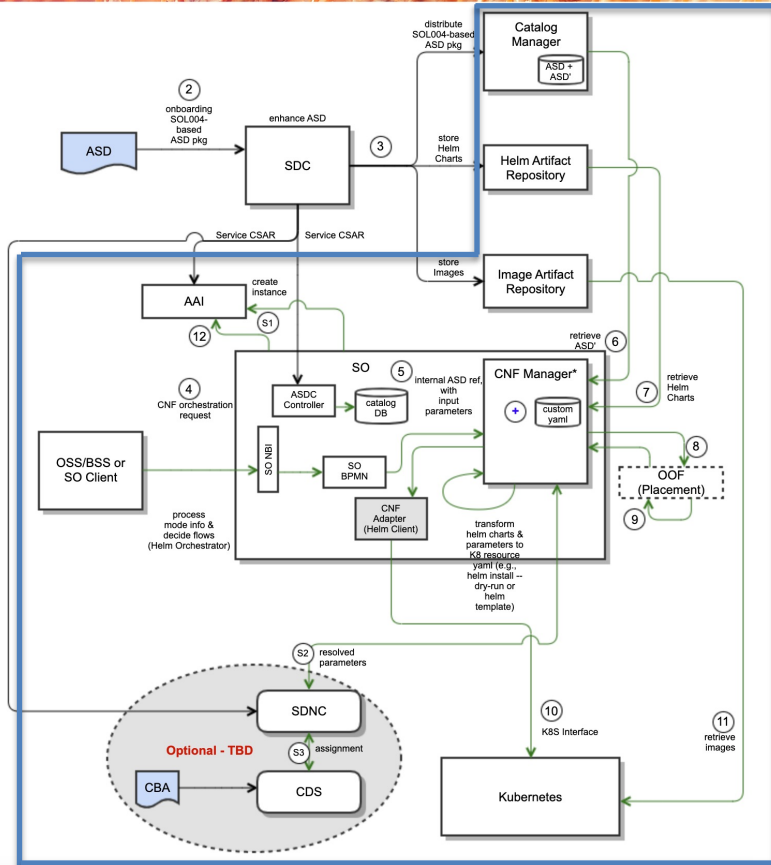 distribute
SOL004-based
ASD pkg
Catalog
Manager
ASD +
ASD'
2
onboarding
SOL004-
based
ASD pkg
enhance ASD
ASD
SDC
3
store
Helm
Charts
Helm Artifact
Repository
Service CSAR
Service CSAR
store
Images
Image Artifact
Repository
create
instance
AAI
S1
12
retrieve
ASD'
6
SO
CNF Manager*
4
CNF orchestration
request
ASDC
Controller
catalog
DB
5
internal ASD ref,
with
input
parameters
+
custom
yaml
7
retrieve
Helm
Charts
OSS/BSS or
SO Client
SO NBI
SO
BPMN
8
OOF
(Placement)
9
CNF
Adapter
(Helm Client)
process
mode info &
decide flows
(Helm Orchestrator)
transform
helm charts &
parameters to
K8 resource
yaml (e.g.,
helm install --
dry-run or
helm
template)
S2
resolved
parameters
SDNC
Optional - TBD
S3
assignment
CBA
CDS
10
K8S Interface
11
retrieve
images
Kubernetes